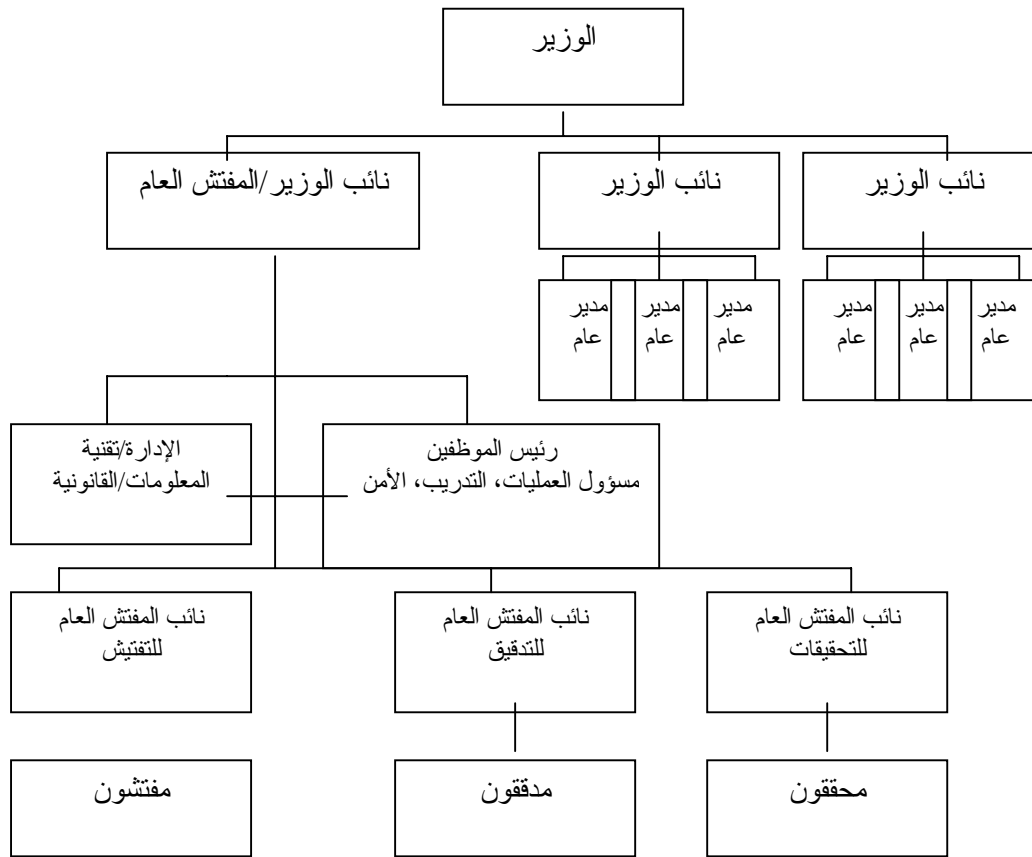 الوزير
نائب الوزير
نائب الوزير
نائب الوزير/المفتش العام
مدير
عام
مدير
عام
مدير
عام
مدير
عام
مدير
عام
مدير
عام
رئيس الموظفين
مسؤول العمليات، التدريب، الأمن
الإدارة/تقنية
المعلومات/القانونية
نائب المفتش العام
للتحقيقات
نائب المفتش العام
للتدقيق
نائب المفتش العام
للتفتيش
محققون
مدققون
مفتشون